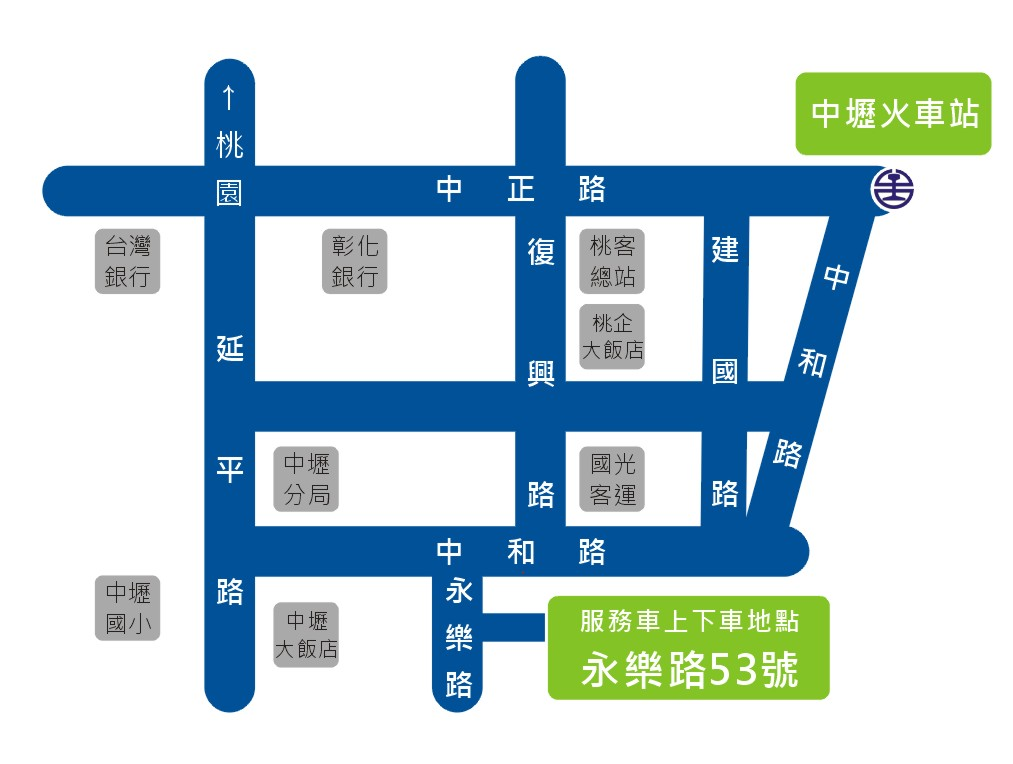 ↑桃園
延平路
中正路
復興路
建國路
中和路
中壢火車站
台灣
銀行
彰化
銀行
桃客
總站
桃企
大飯店
中壢
分局
國光
客運
中和路
永樂路
中壢
國小
中壢
大飯店
服務車上下車地點
永樂路53號